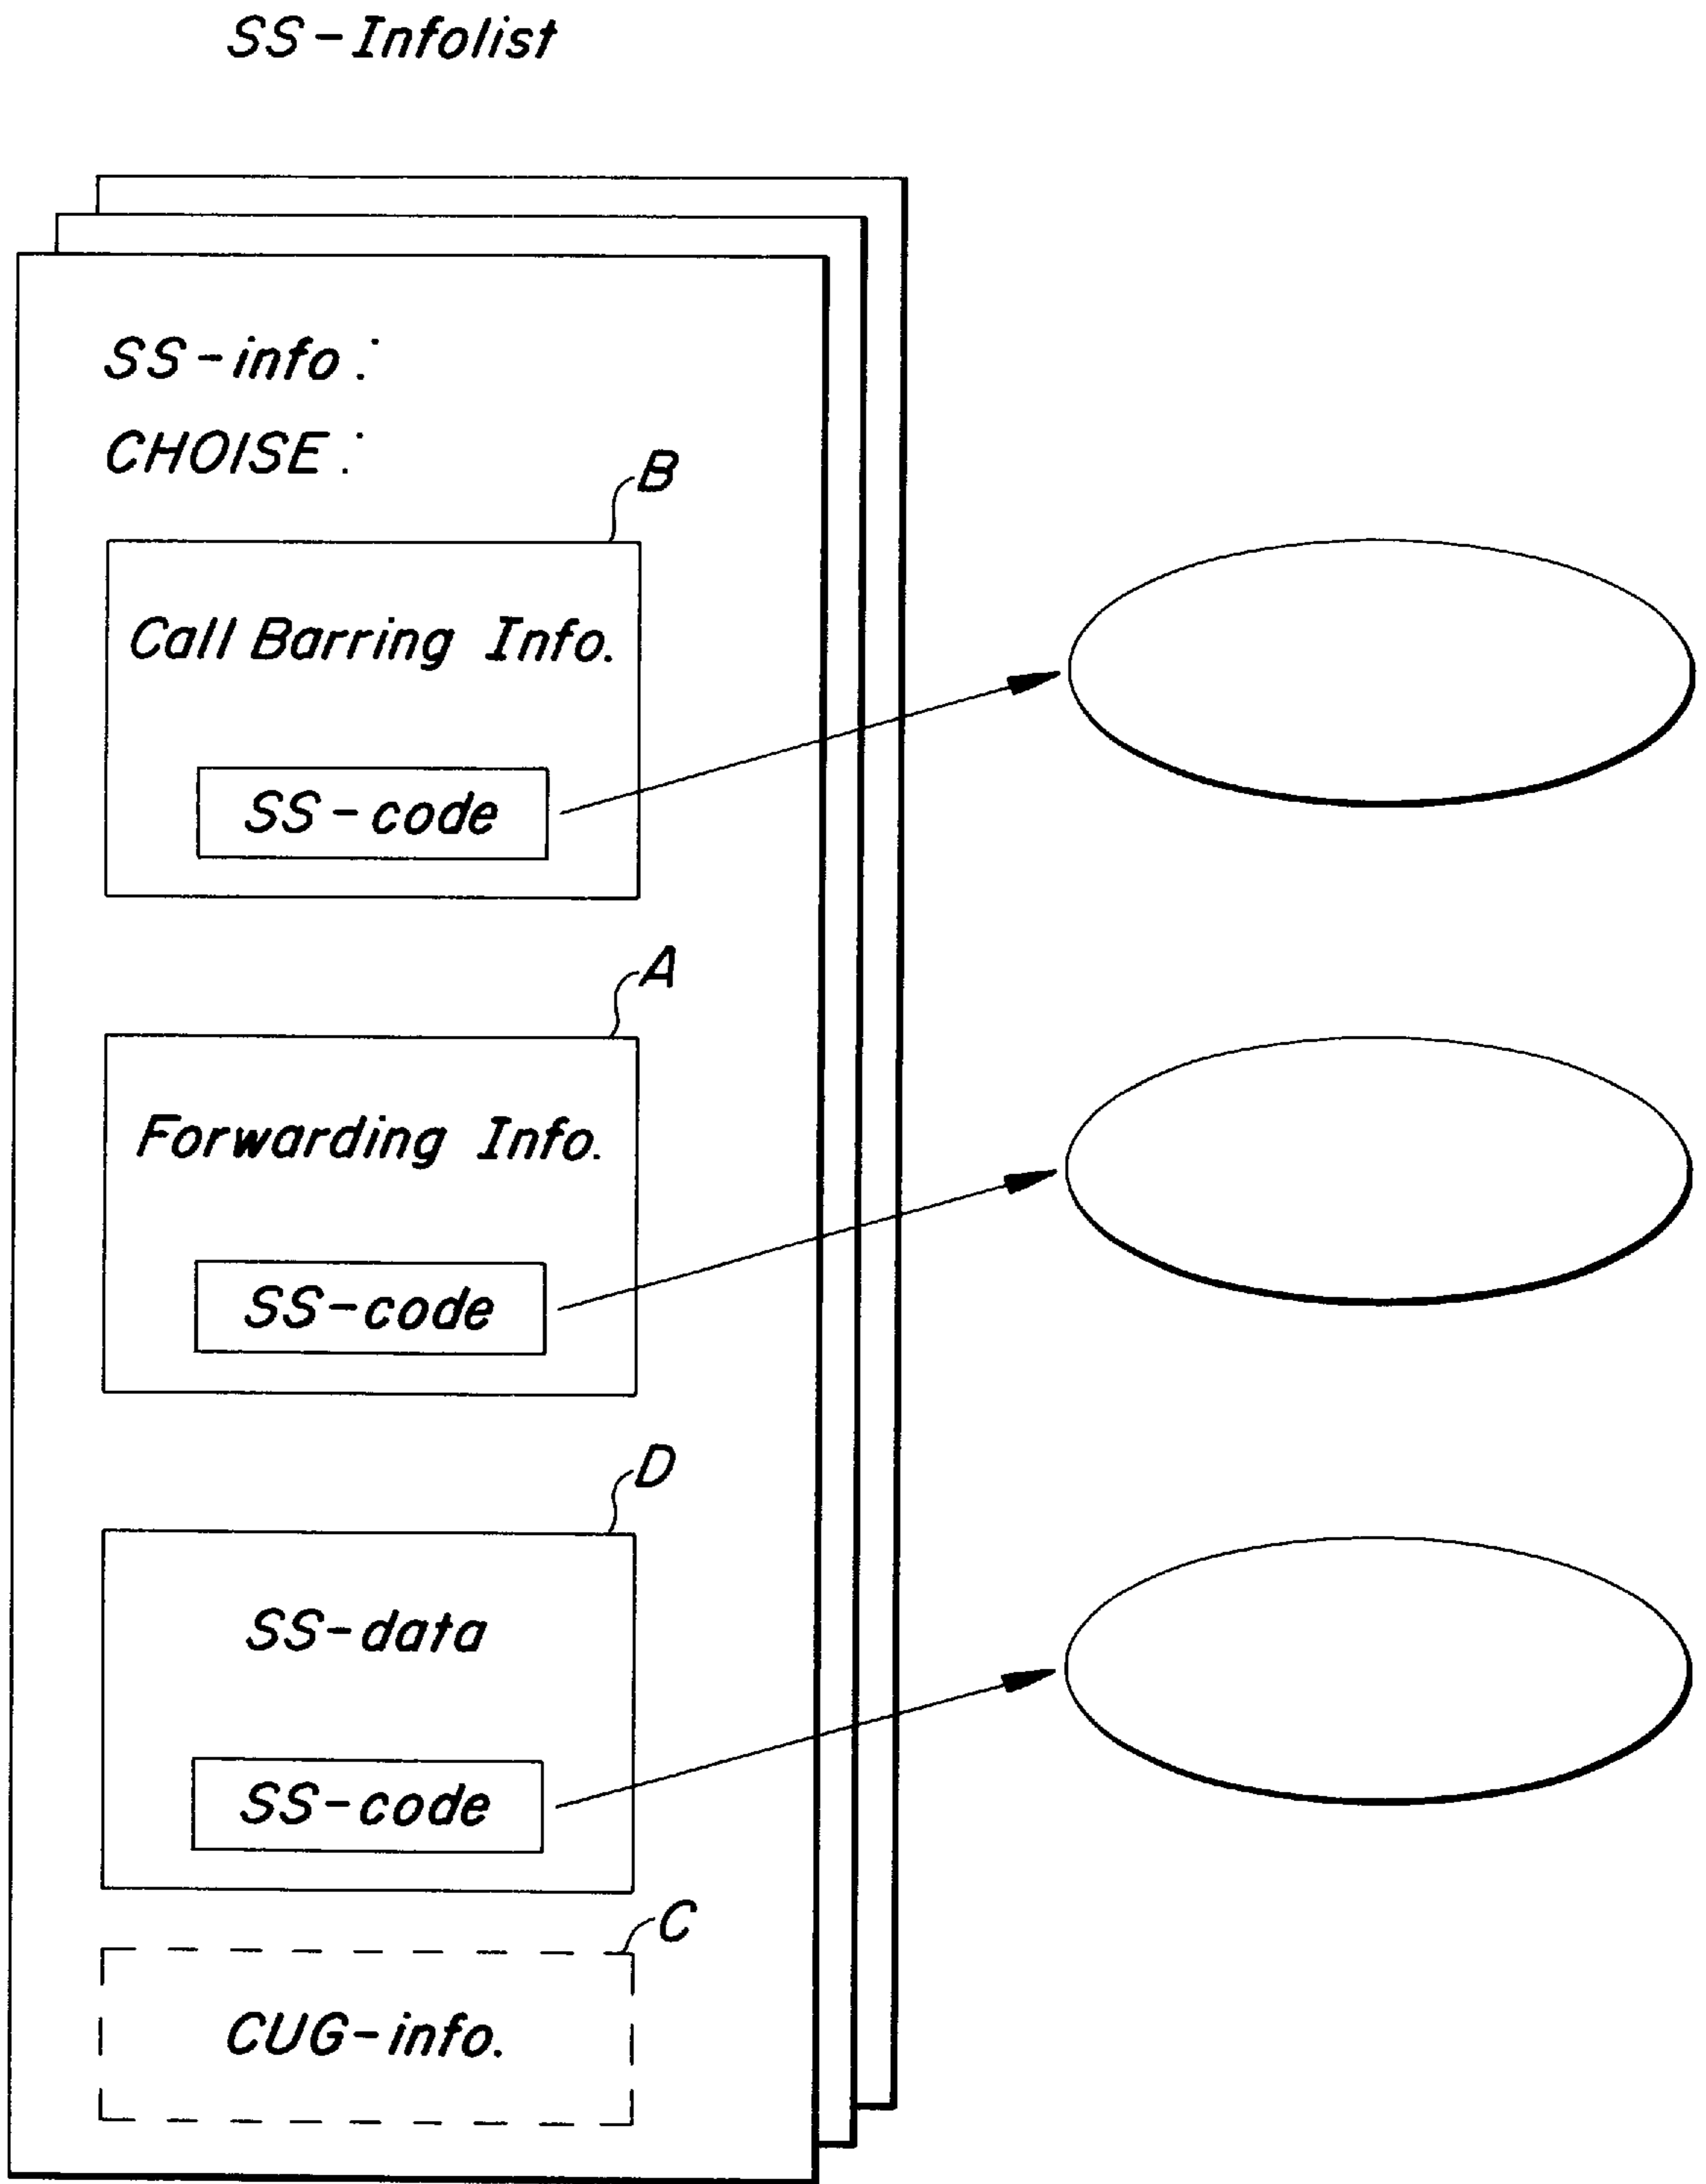 SS-Infolist
SS-info:
CHOISE:
B
Call Barring Info.
SS-code
A
Forwarding Info.
SS-code
D
SS-data
SS-code
C
CUG-info.